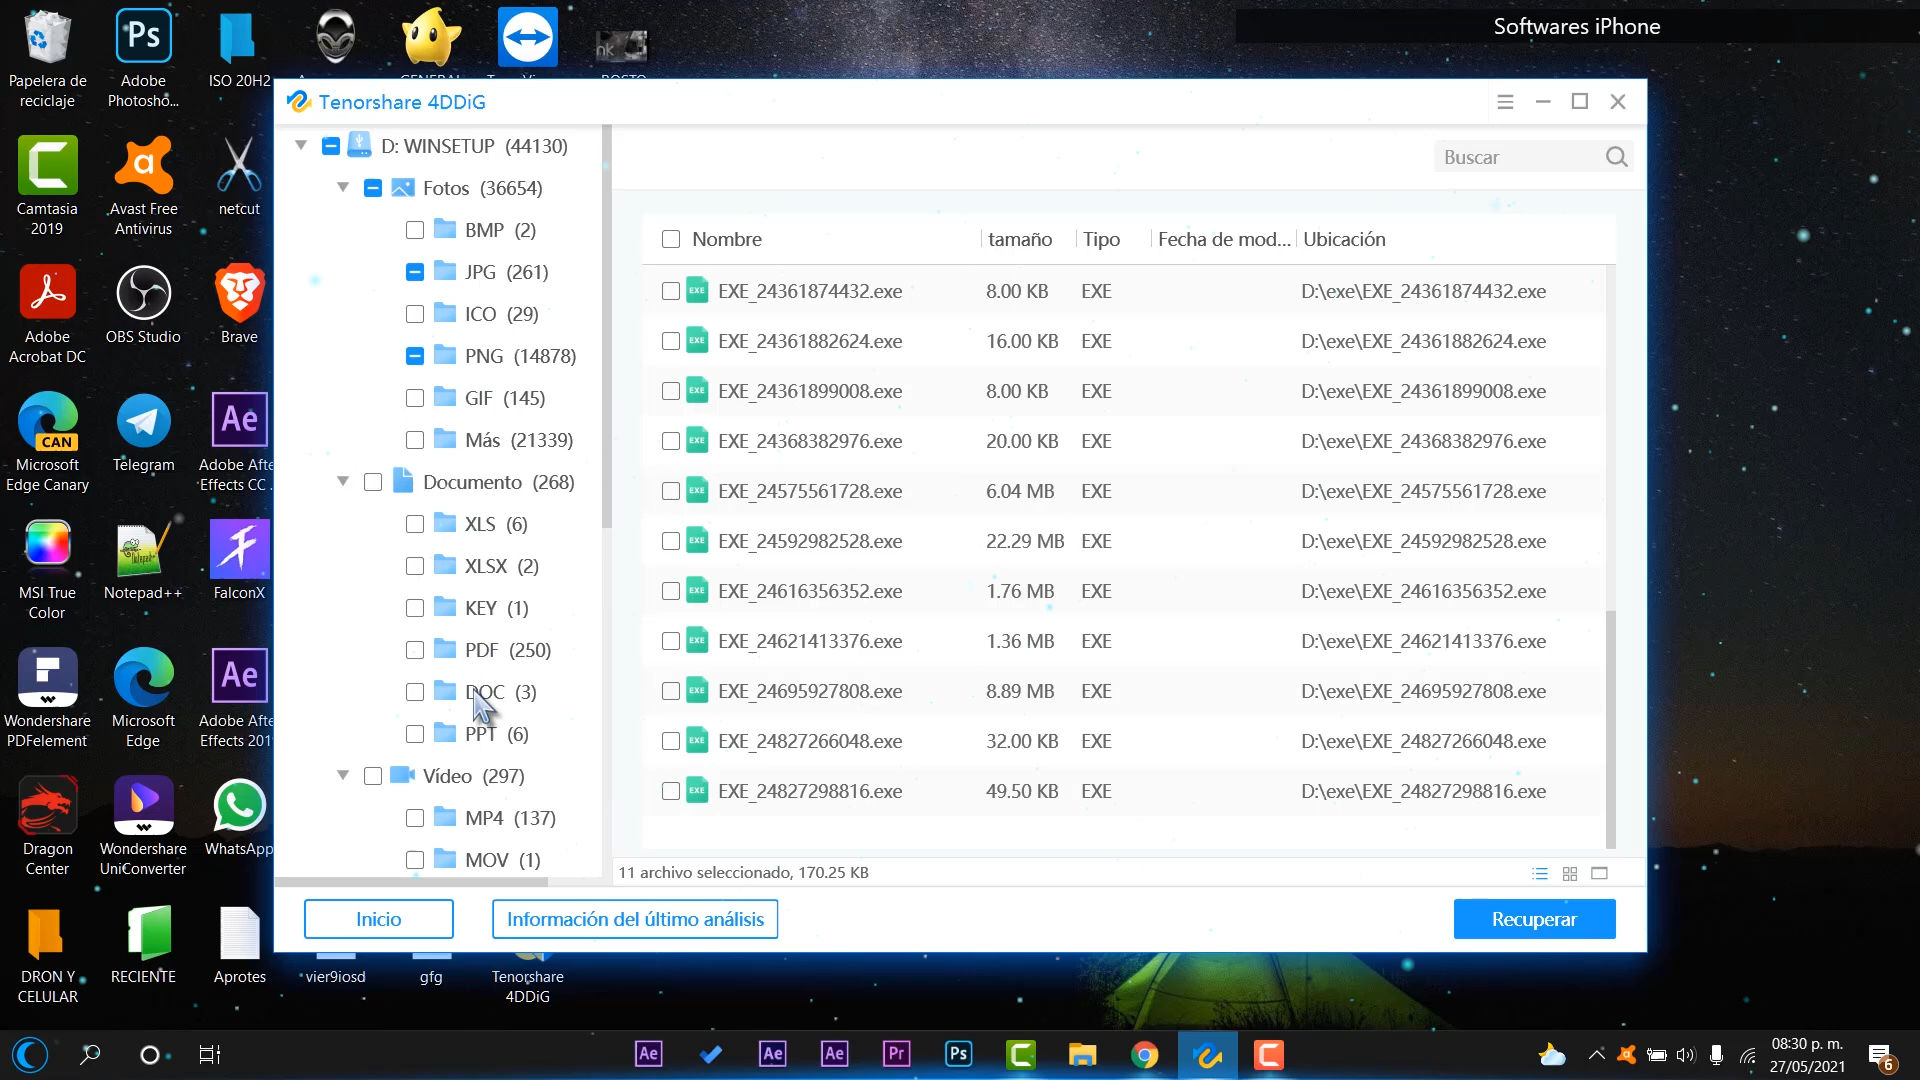 Softwares iPhone
Papelera de reciclaje
Adobe Photosho...
ISO 20H2
Camtasia 2019
Avast Free Antivirus
netcut
Adobe Acrobat DC
OBS Studio
Brave
CAN
Microsoft Edge Canary
Telegram
Adobe Afte Effects CC .
MSI True Color
Notepad++
FalconX
Wondershare PDFelement
Microsoft Edge
Adobe Afte Effects 201
Dragon Center
Wondershare UniConverter
WhatsApp
DRON Y CELULAR
RECIENTE
Aprotes
vier9iosd
gfg
Tenorshare 4DDiG
Tenorshare 4DDiG
D: WINSETUP (44130)
Fotos (36654)
BMP (2)
JPG (261)
ICO (29)
PNG (14878)
GIF (145)
Más (21339)
Documento (268)
XLS (6)
XLSX (2)
KEY (1)
PDF (250)
DOC (3)
PPT (6)
Vídeo (297)
MP4 (137)
MOV (1)
Buscar
Nombre tamaño Tipo Fecha de mod... Ubicación
EXE_24361874432.exe 8.00 KB EXE D:\exe\EXE_24361874432.exe
EXE_24361882624.exe 16.00 KB EXE D:\exe\EXE_24361882624.exe
EXE_24361899008.exe 8.00 KB EXE D:\exe\EXE_24361899008.exe
EXE_24368382976.exe 20.00 KB EXE D:\exe\EXE_24368382976.exe
EXE_24575561728.exe 6.04 MB EXE D:\exe\EXE_24575561728.exe
EXE_24592982528.exe 22.29 MB EXE D:\exe\EXE_24592982528.exe
EXE_24616356352.exe 1.76 MB EXE D:\exe\EXE_24616356352.exe
EXE_24621413376.exe 1.36 MB EXE D:\exe\EXE_24621413376.exe
EXE_24695927808.exe 8.89 MB EXE D:\exe\EXE_24695927808.exe
EXE_24827266048.exe 32.00 KB EXE D:\exe\EXE_24827266048.exe
EXE_24827298816.exe 49.50 KB EXE D:\exe\EXE_24827298816.exe
11 archivo seleccionado, 170.25 KB
Inicio
Información del último análisis
Recuperar
08:30 p. m.
27/05/2021
6